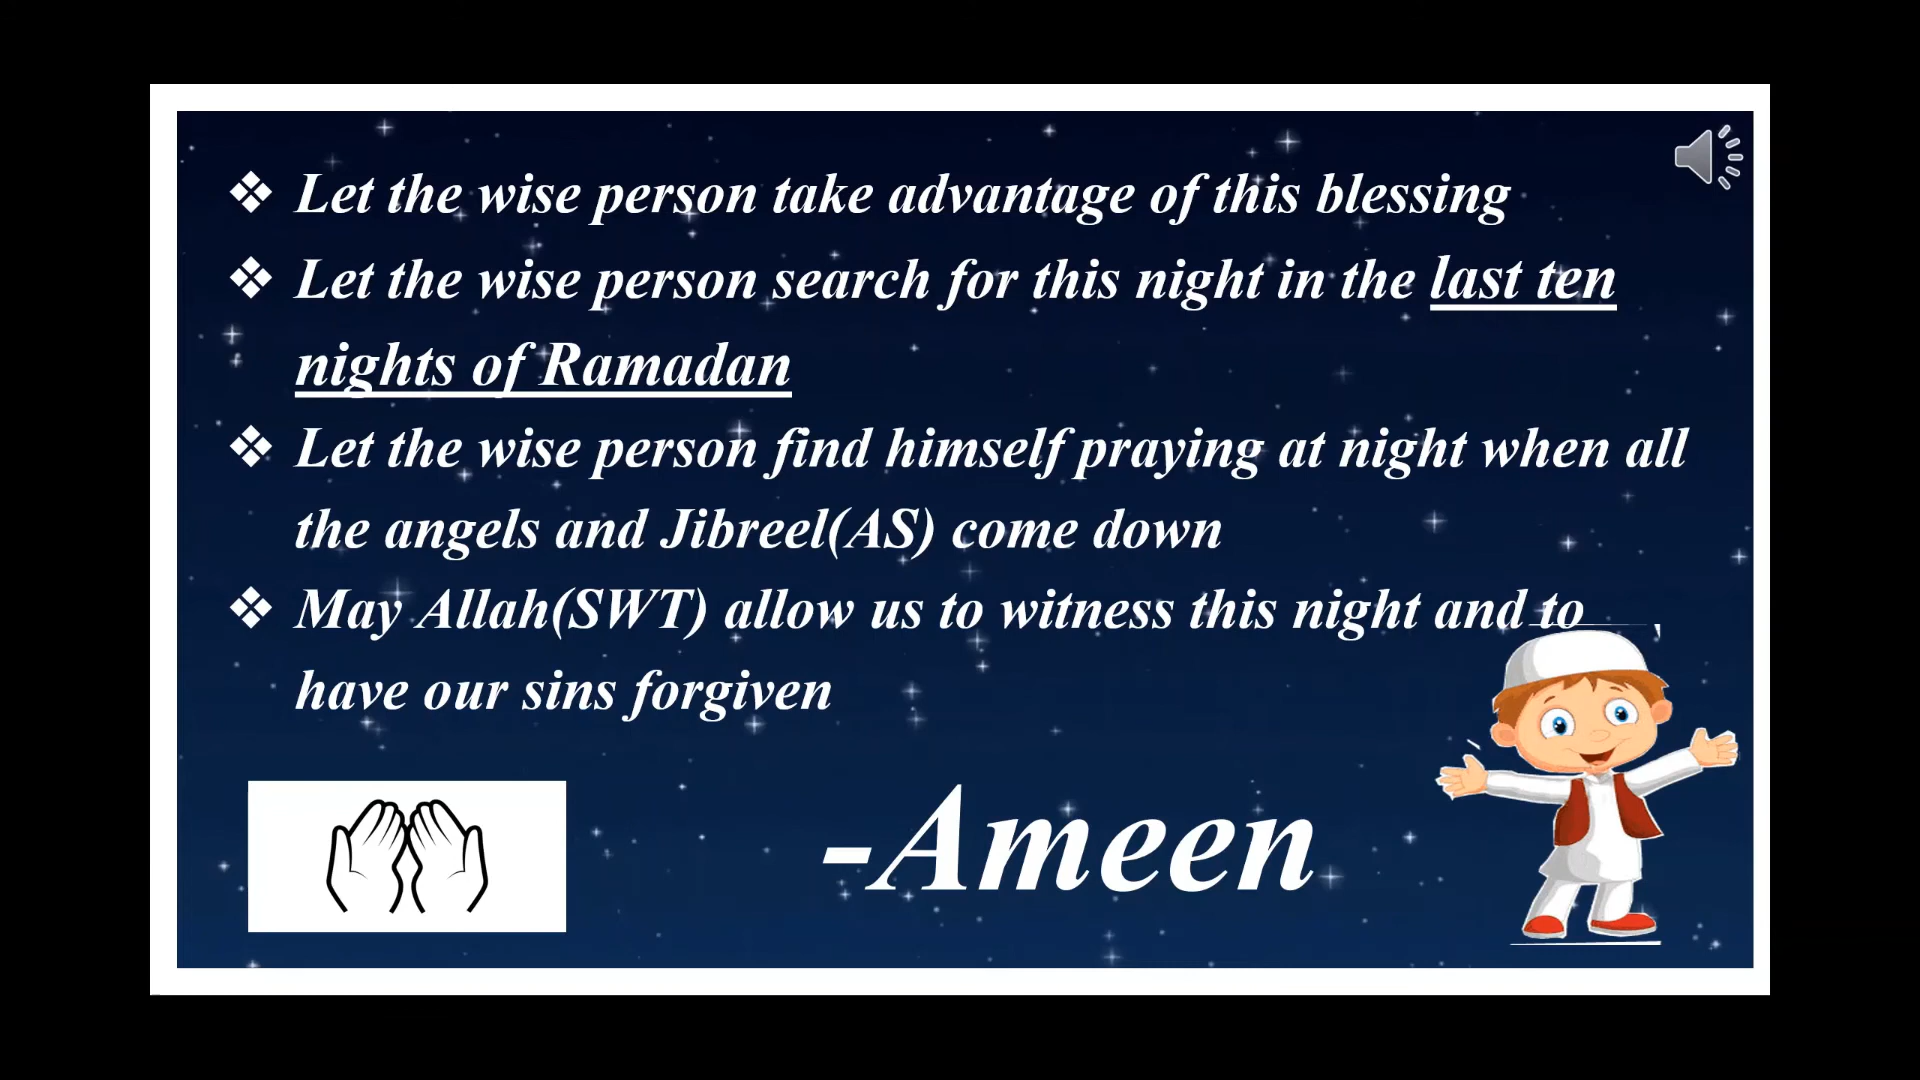 ❖ Let the wise person take advantage of this blessing
❖ Let the wise person search for this night in the last ten
nights of Ramadan
❖ Let the wise person find himself praying at night when all
the angels and Jibreel(AS) come down
❖ May Allah(SWT) allow us to witness this night and to
have our sins forgiven
-Ameen